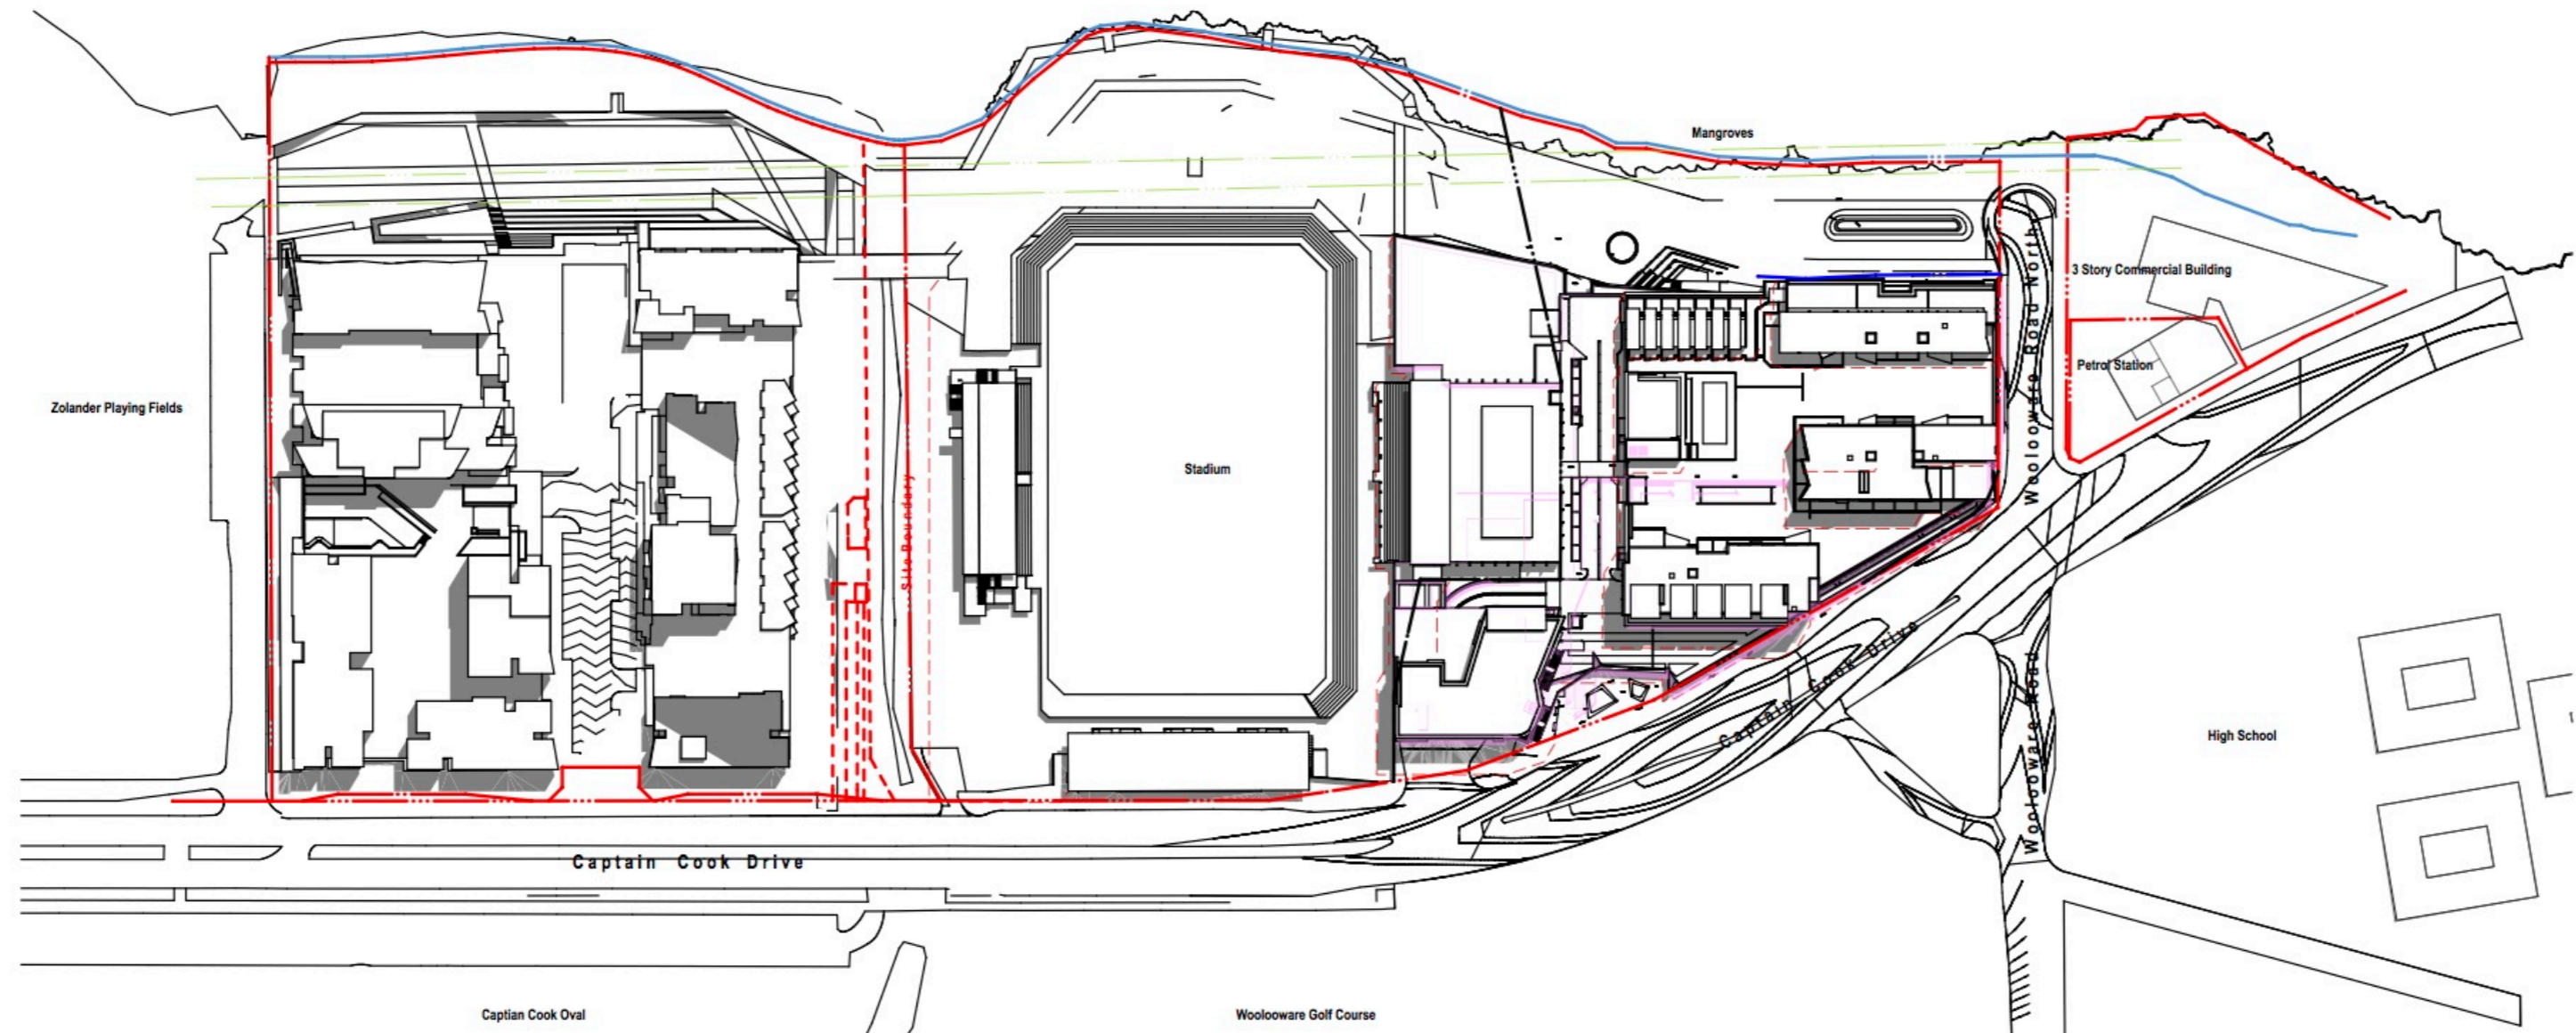 Mangroves
3 Story Commercial Building
Woolooware Road North
Petrol Station
Zolander Playing Fields
Stadium
Site Boundary
Captain Cook Drive
Woolooware Road
High School
Captain Cook Drive
Captian Cook Oval
Woolooware Golf Course